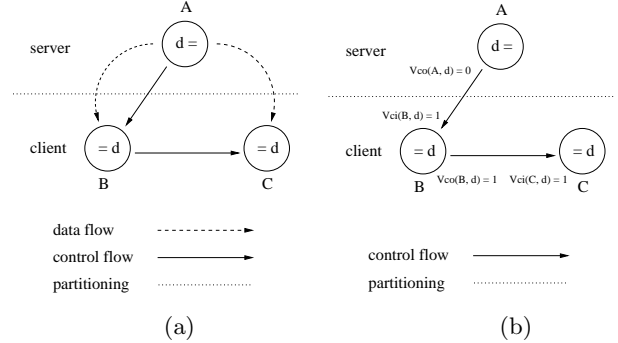 A
server
d =
client
= d
= d
B
C
data flow
control flow
partitioning
(a)
A
server
d =
Vco(A, d) = 0
Vci(B, d) = 1
client
= d
= d
B
Vco(B, d) = 1
Vci(C, d) = 1
C
control flow
partitioning
(b)